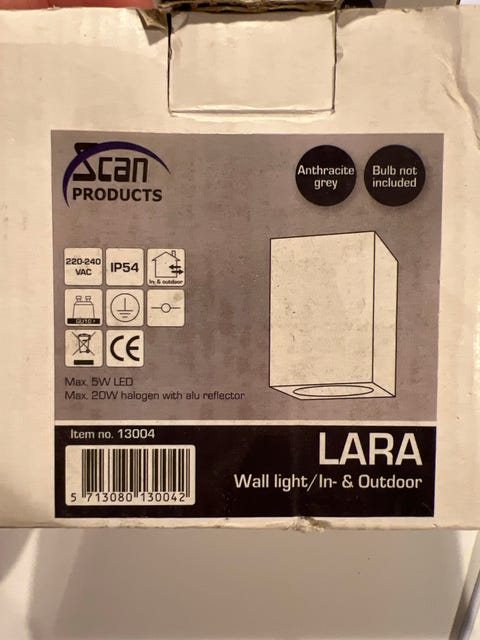 Scan
PRODUCTS
Anthracite
grey
Bulb not
included
220-240
VAC
IP54
In- & outdoor
GU10
CE
Max. 5W LED
Max. 20W halogen with alu reflector
Item no. 13004
LARA
Wall light/In- & Outdoor
5 713080 130042